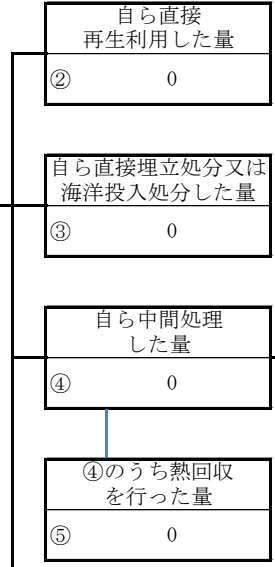 自ら直接
再生利用した量
② 0
自ら直接埋立処分又は
海洋投入処分した量
③ 0
自ら中間処理
した量
④ 0
④のうち熱回収
を行った量
⑤ 0